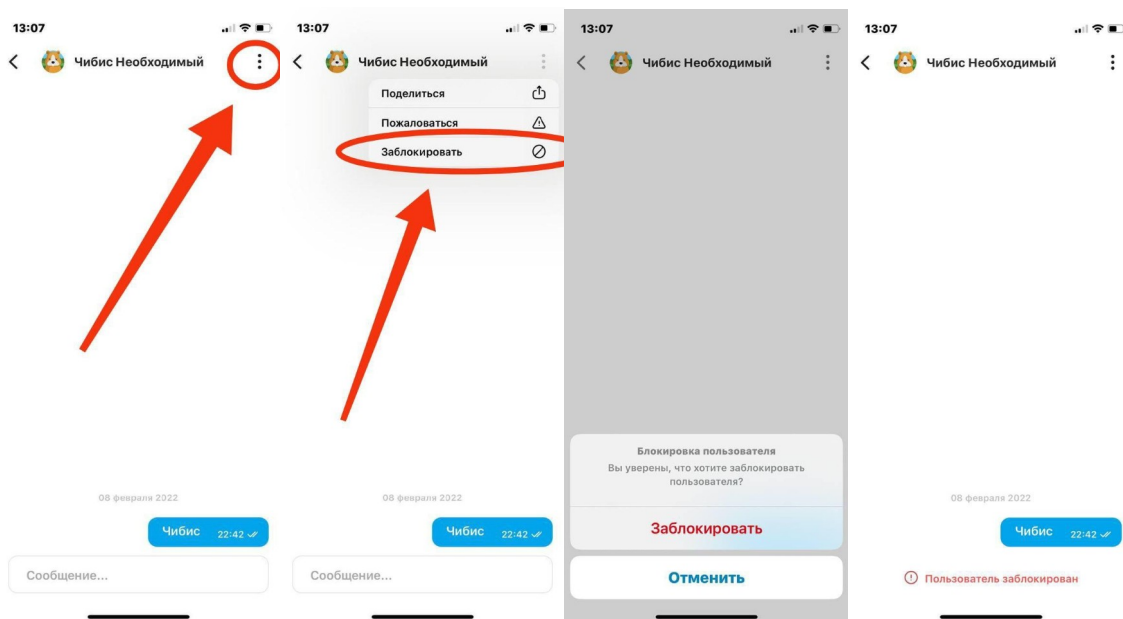 13:07
Чибис Необходимый
08 февраля 2022
Чибис 22:42
Сообщение...
13:07
Чибис Необходимый
Поделиться
Пожаловаться
Заблокировать
08 февраля 2022
Чибис 22:42
Сообщение...
13:07
Чибис Необходимый
Блокировка пользователя
Вы уверены, что хотите заблокировать
пользователя?
Заблокировать
Отменить
13:07
Чибис Необходимый
08 февраля 2022
Чибис 22:42
Пользователь заблокирован